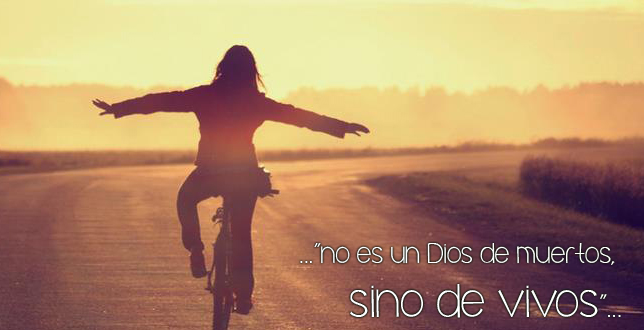 ..."no es un Dios de muertos,
sino de vivos"...